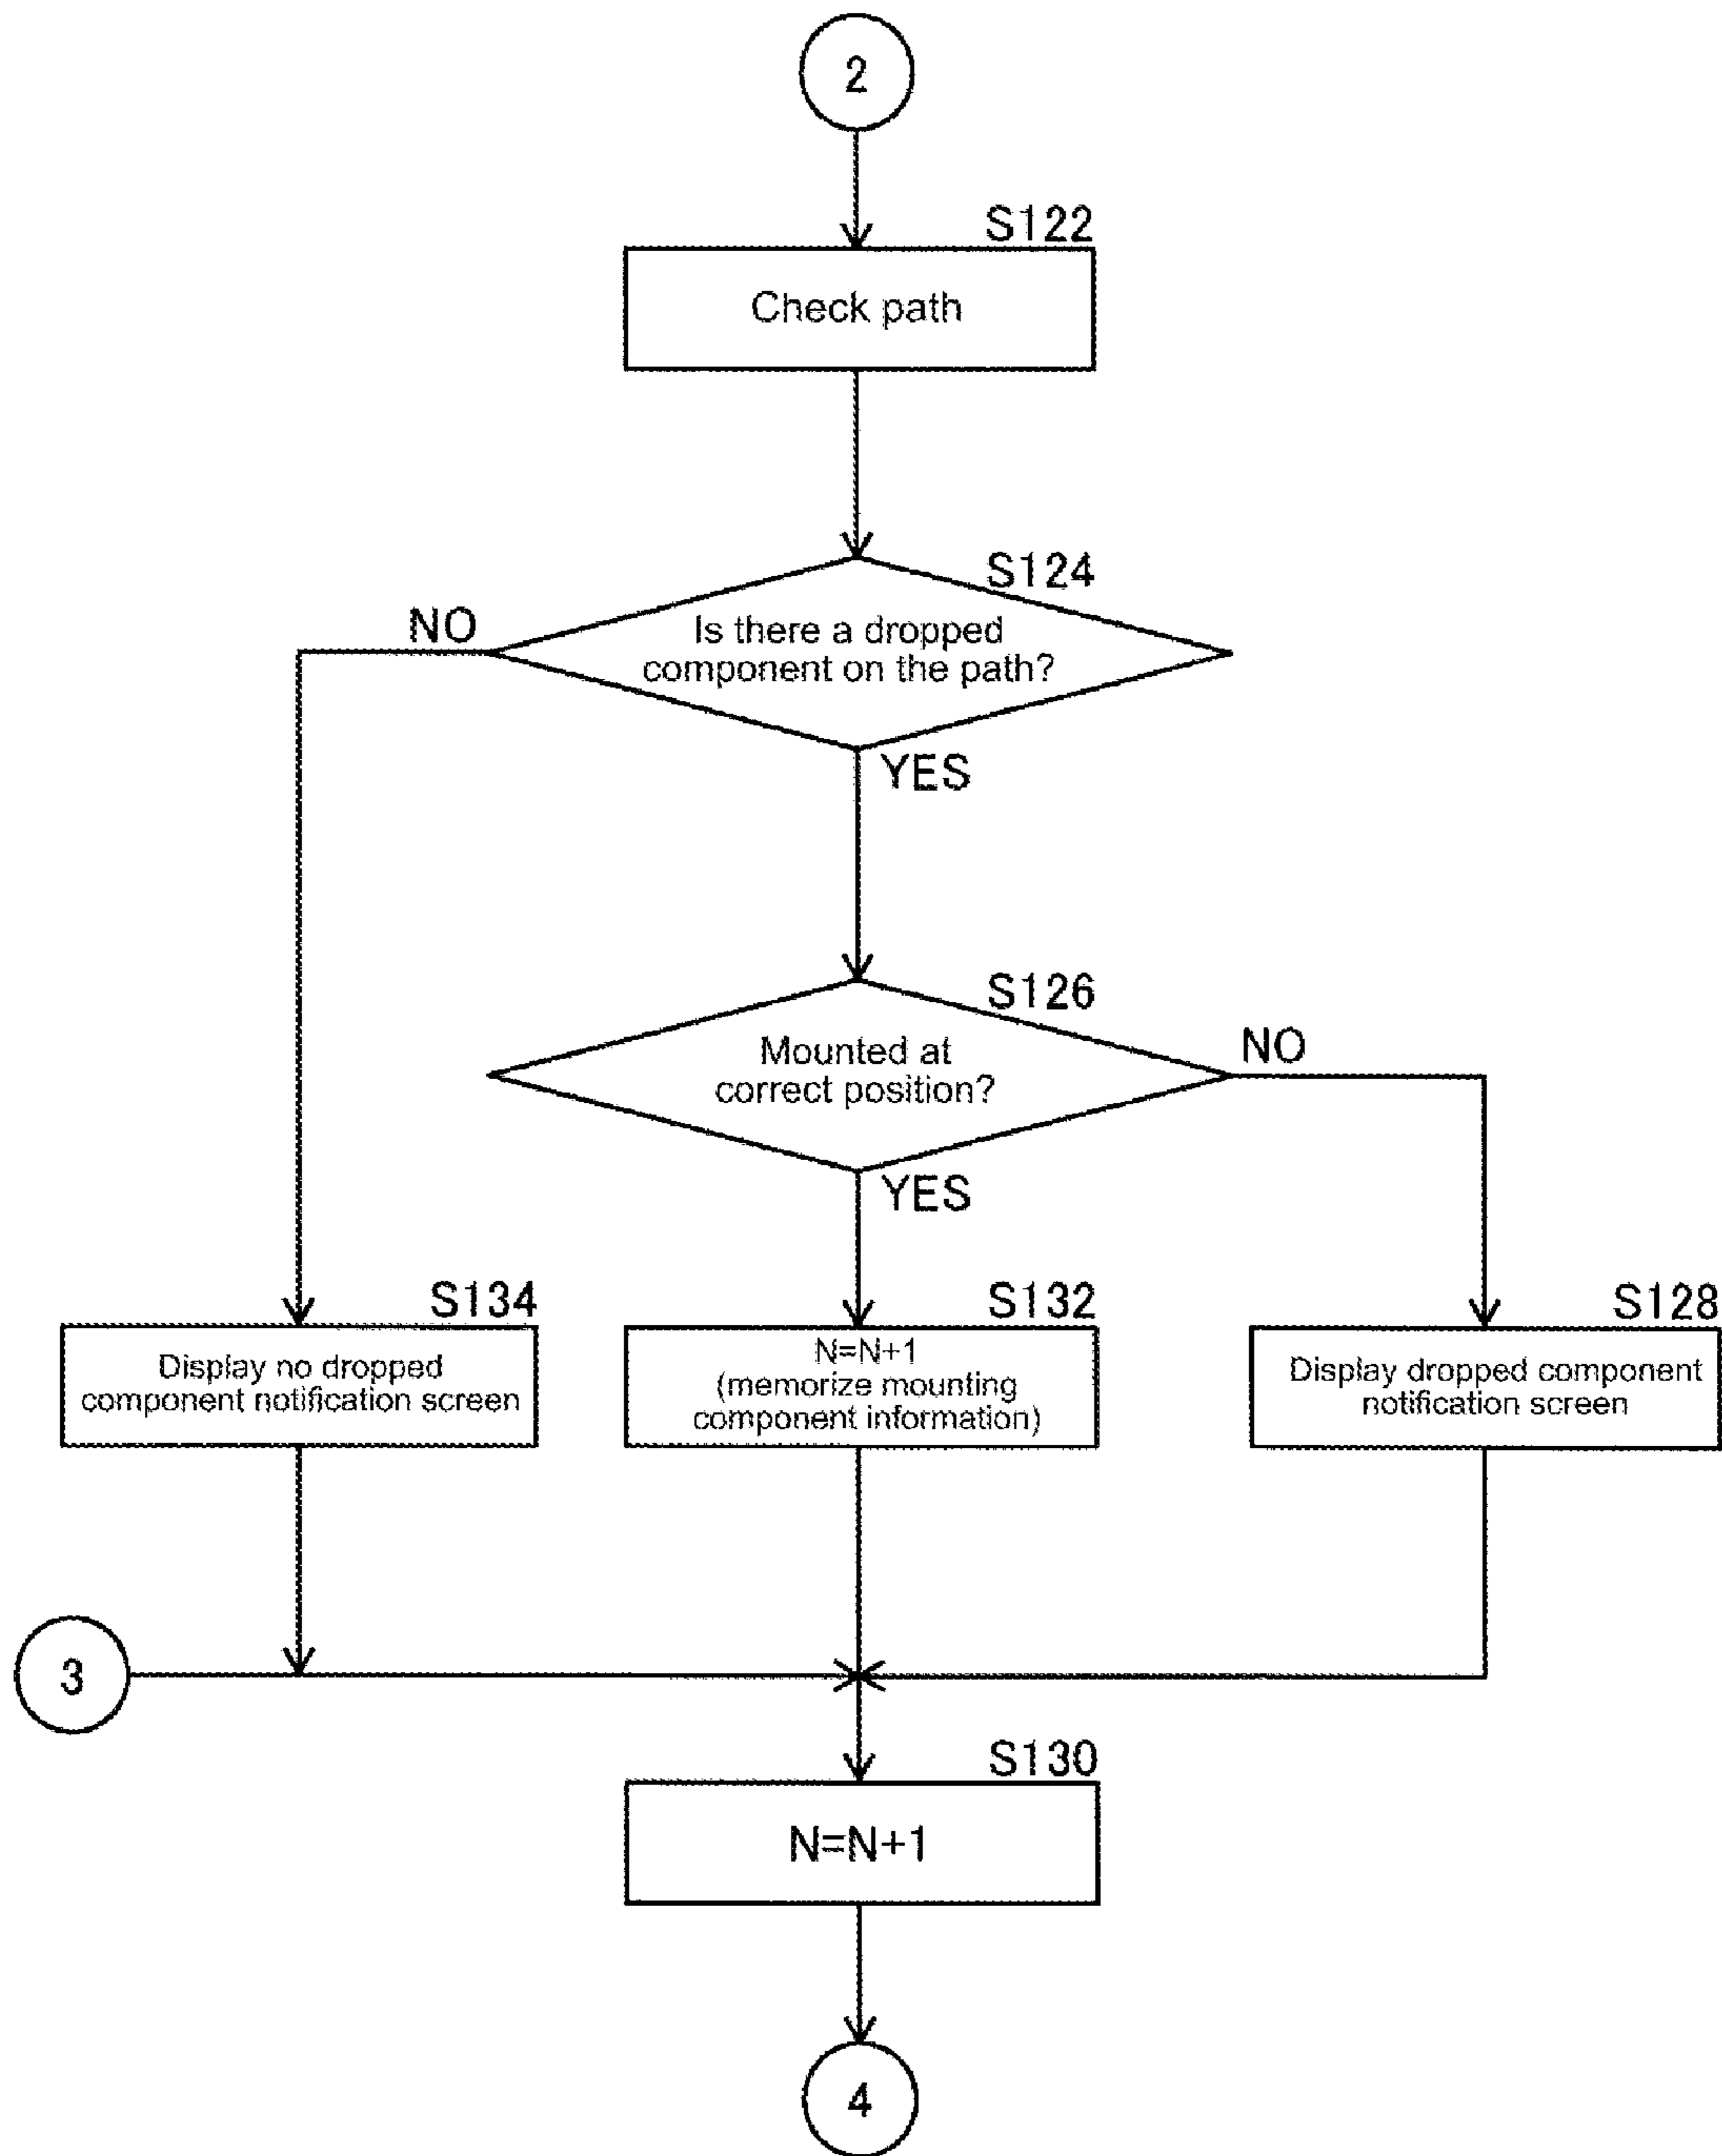 2
S122
Check path
S124
NO
Is there a dropped
component on the path?
YES
S126
Mounted at
correct position?
NO
YES
S134
Display no dropped
component notification screen
S132
N=N+1
(memorize mounting
component information)
S128
Display dropped component
notification screen
3
S130
N=N+1
4